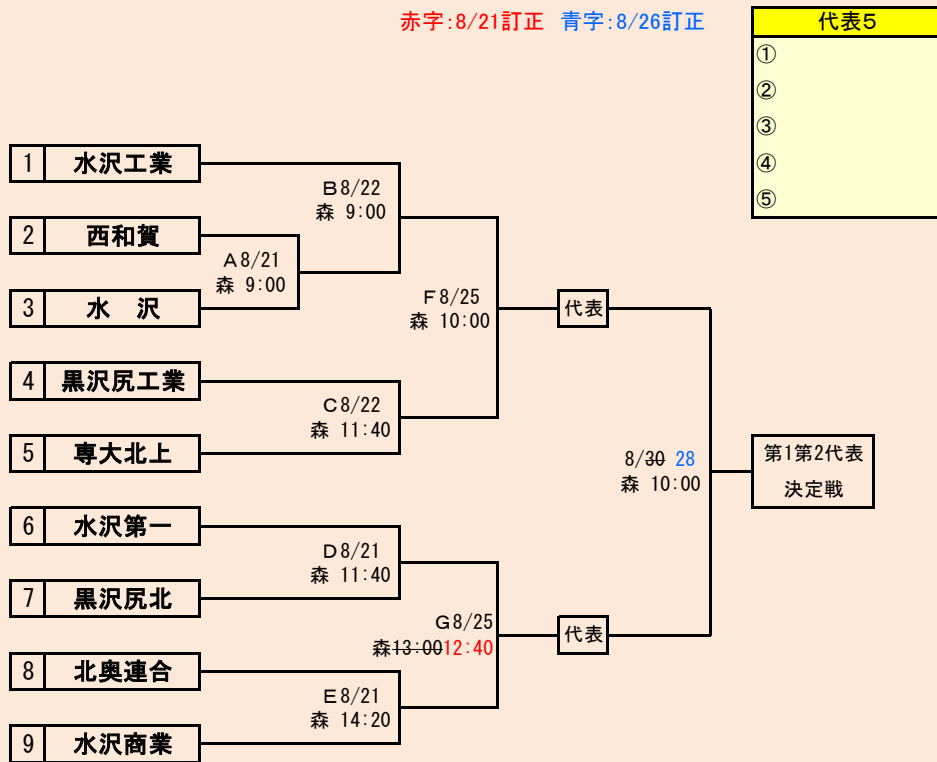 赤字:8/21訂正 青字:8/26訂正
代表5
①
②
③
④
⑤
1 水沢工業
B8/22
森 9:00
2 西和賀
A8/21
森 9:00
3 水 沢
F8/25
森 10:00
代表
4 黒沢尻工業
C8/22
森 11:40
5 専大北上
8/30 28
森 10:00
第1第2代表
決定戦
6 水沢第一
D8/21
森 11:40
7 黒沢尻北
G8/25
森13:0012:40
代表
8 北奥連合
E8/21
森 14:20
9 水沢商業